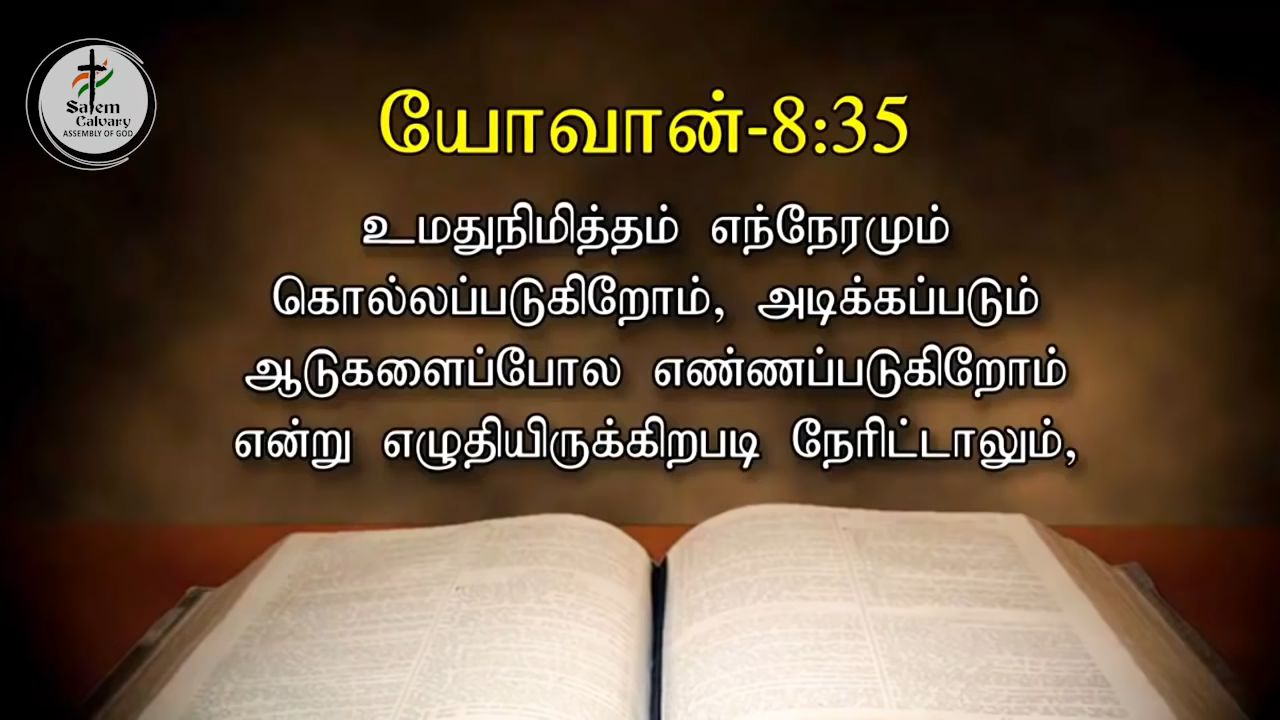 Salem
Calvary
ASSEMBLY OF GOD
யோவான்-8:35
உமதுநிமித்தம் எந்நேரமும்
கொல்லப்படுகிறோம், அடிக்கப்படும்
ஆடுகளைப்போல எண்ணப்படுகிறோம்
என்று எழுதியிருக்கிறபடி நேரிட்டாலும்,